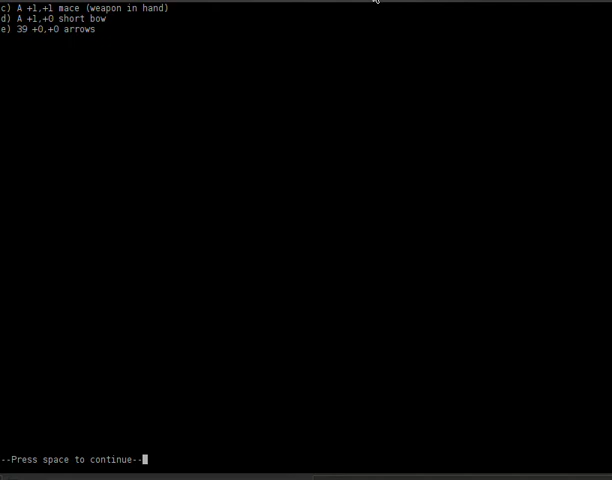 c) A +1,+1 mace (weapon in hand)
d) A +1,+0 short bow
e) 39 +0,+0 arrows
--Press space to continue--